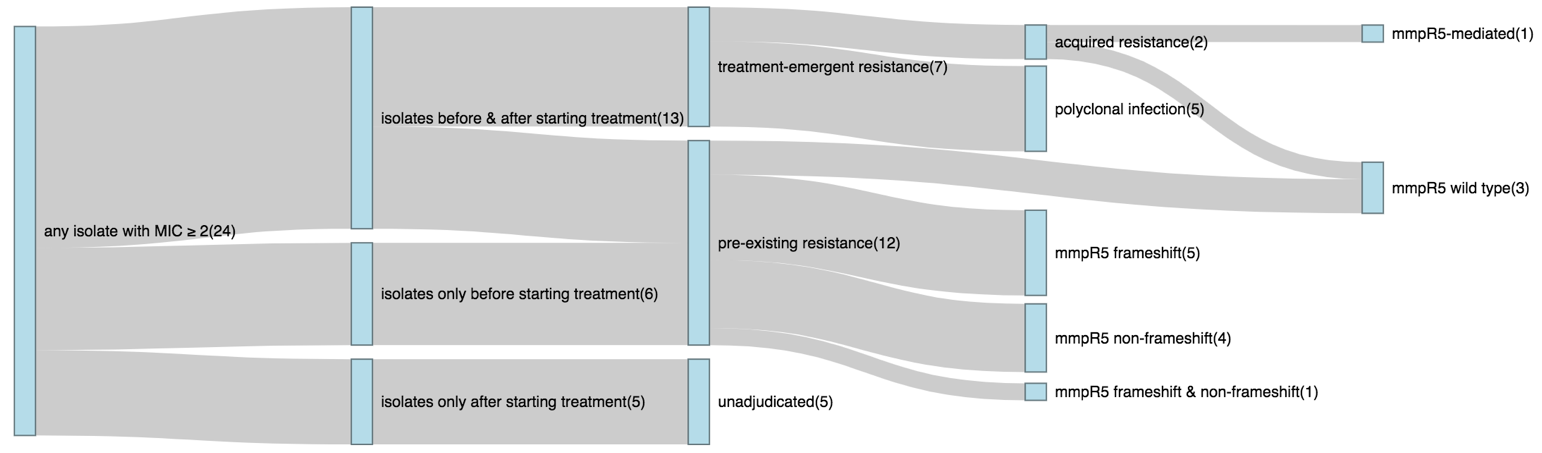 any isolate with MIC ≥ 2(24)
isolates before & after starting treatment(13)
isolates only before starting treatment(6)
isolates only after starting treatment(5)
treatment-emergent resistance(7)
pre-existing resistance(12)
unadjudicated(5)
acquired resistance(2)
polyclonal infection(5)
mmpR5 frameshift(5)
mmpR5 non-frameshift(4)
mmpR5 frameshift & non-frameshift(1)
mmpR5-mediated(1)
mmpR5 wild type(3)